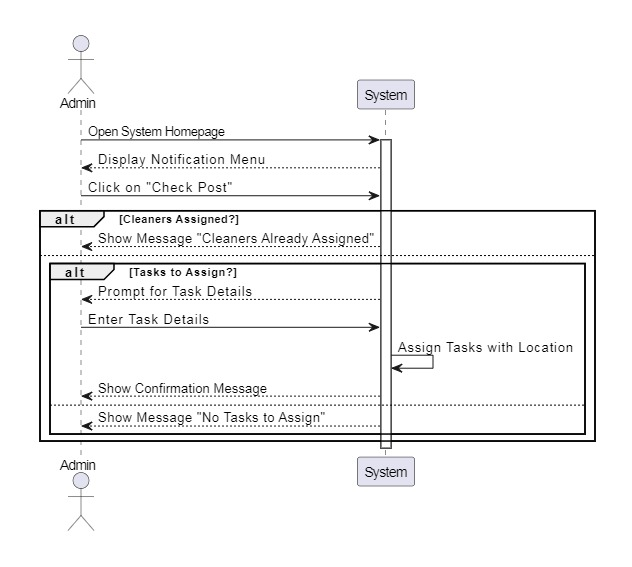 Admin
System
Open System Homepage
Display Notification Menu
Click on "Check Post"
alt [Cleaners Assigned?]
Show Message "Cleaners Already Assigned"
alt [Tasks to Assign?]
Prompt for Task Details
Enter Task Details
Assign Tasks with Location
Show Confirmation Message
Show Message "No Tasks to Assign"
Admin
System